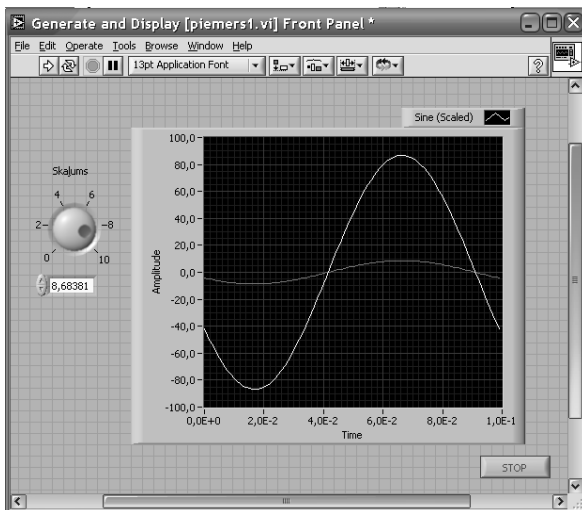 Generate and Display [piemers1.vi] Front Panel *
File Edit Operate Tools Browse Window Help
13pt Application Font
Sine (Scaled)
Skaļums
4 6
2 8
0 10
8,68381
Amplitude
100,0
80,0
60,0
40,0
20,0
0,0
-20,0
-40,0
-60,0
-80,0
-100,0
0,0E+0 2,0E-2 4,0E-2 6,0E-2 8,0E-2 1,0E-1
Time
STOP